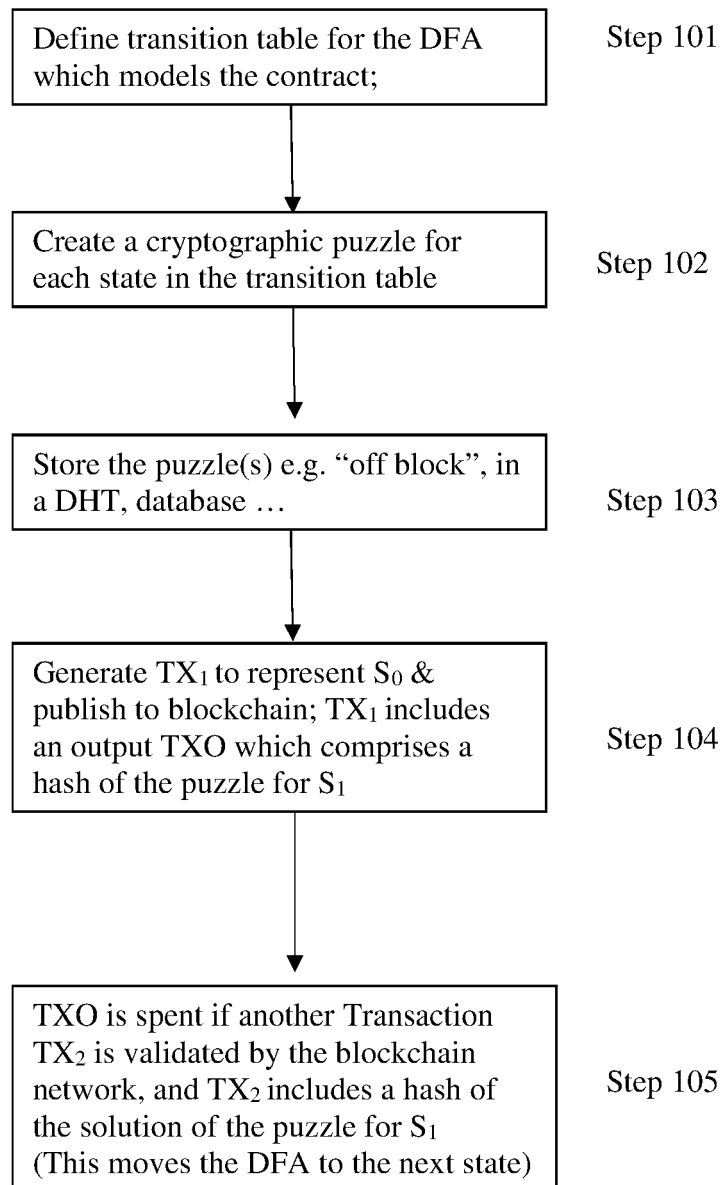 Define transition table for the DFA
which models the contract;
Step 101
Create a cryptographic puzzle for
each state in the transition table
Step 102
Store the puzzle(s) e.g. “off block”, in
a DHT, database …
Step 103
Generate TX₁ to represent S₀ &
publish to blockchain; TX₁ includes
an output TXO which comprises a
hash of the puzzle for S₁
Step 104
TXO is spent if another Transaction
TX₂ is validated by the blockchain
network, and TX₂ includes a hash of
the solution of the puzzle for S₁
(This moves the DFA to the next state)
Step 105